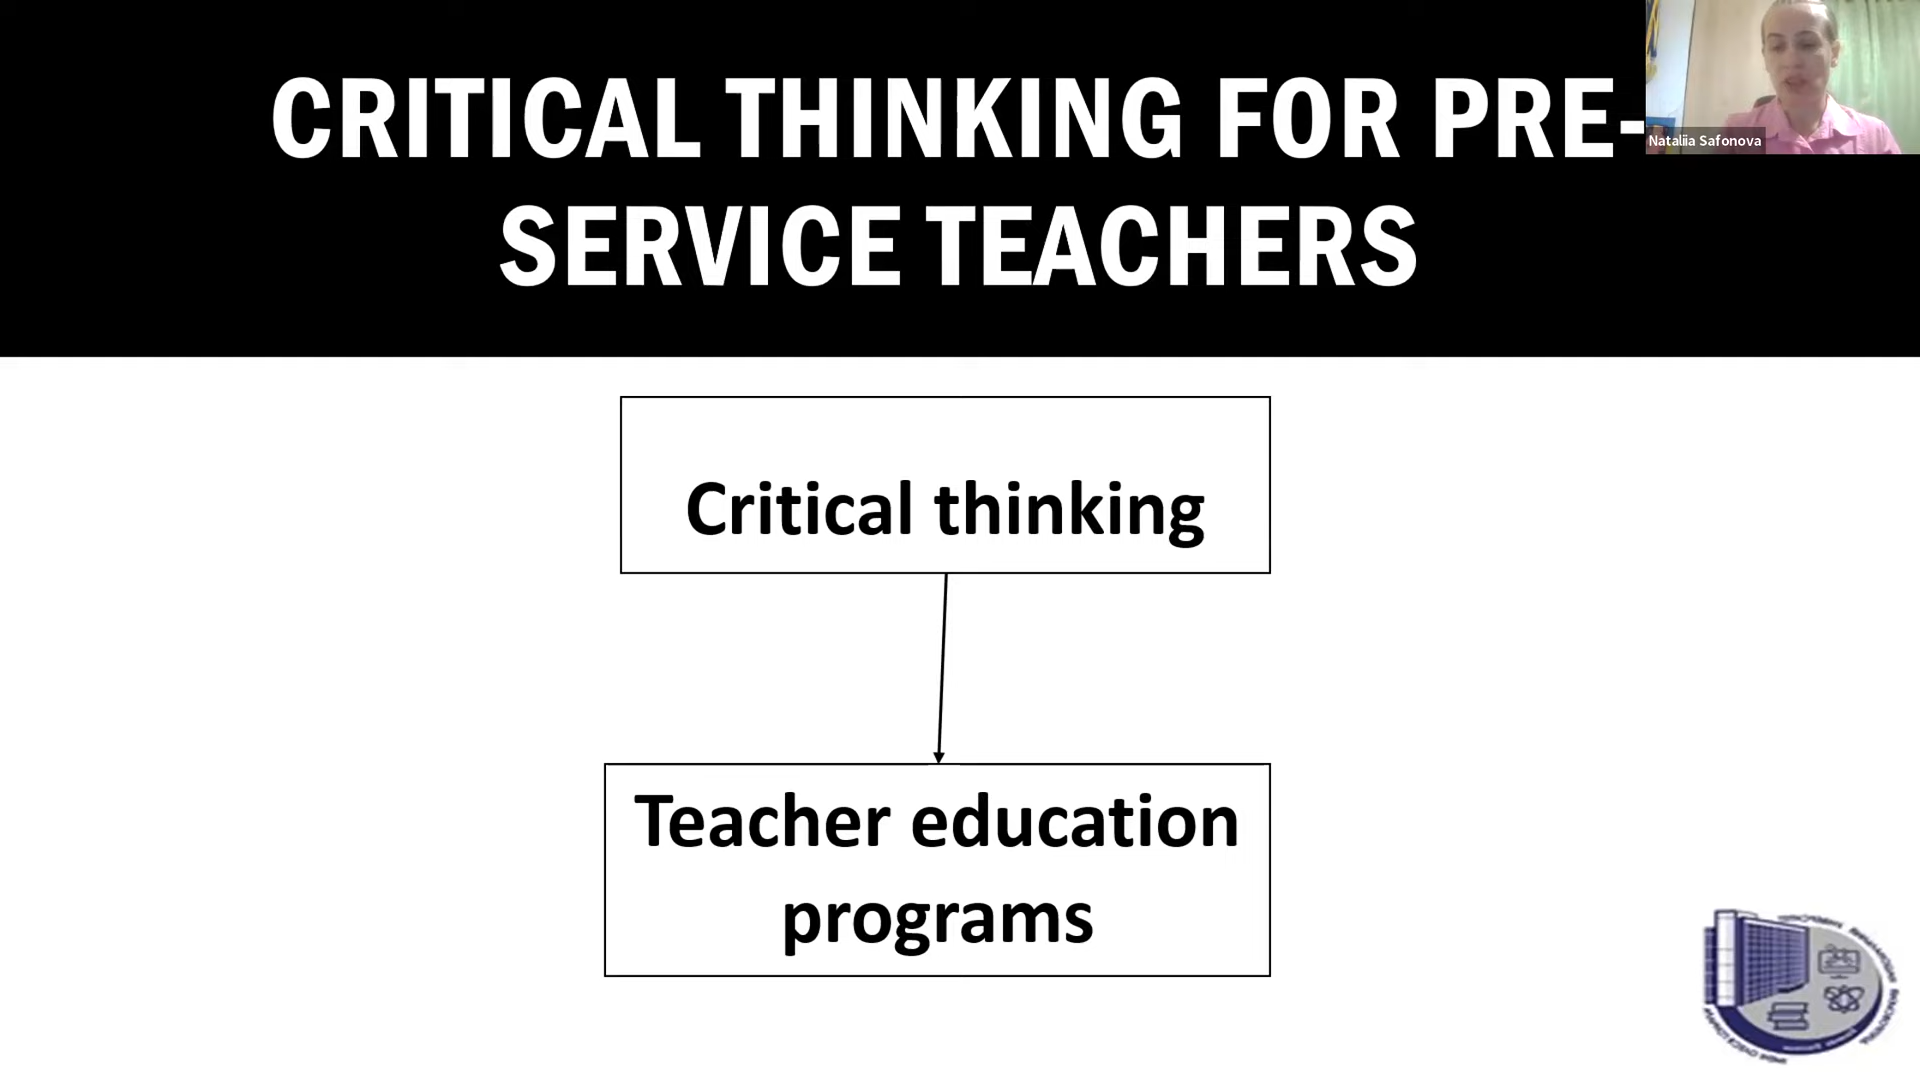 CRITICAL THINKING FOR PRE-
SERVICE TEACHERS
Nataliia Safonova
Critical thinking
Teacher education
programs